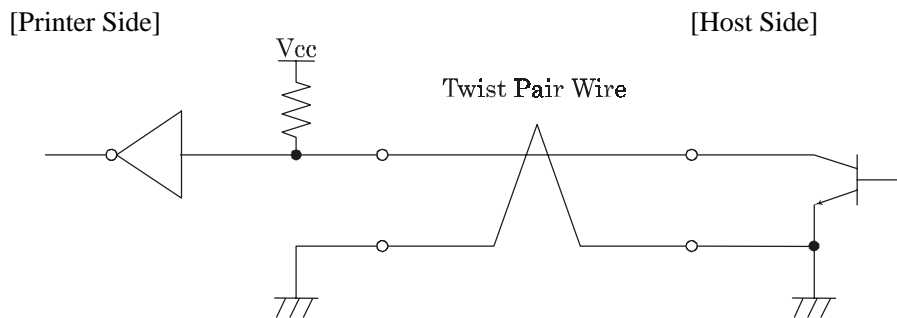 [Printer Side]
[Host Side]
Vcc
Twist Pair Wire